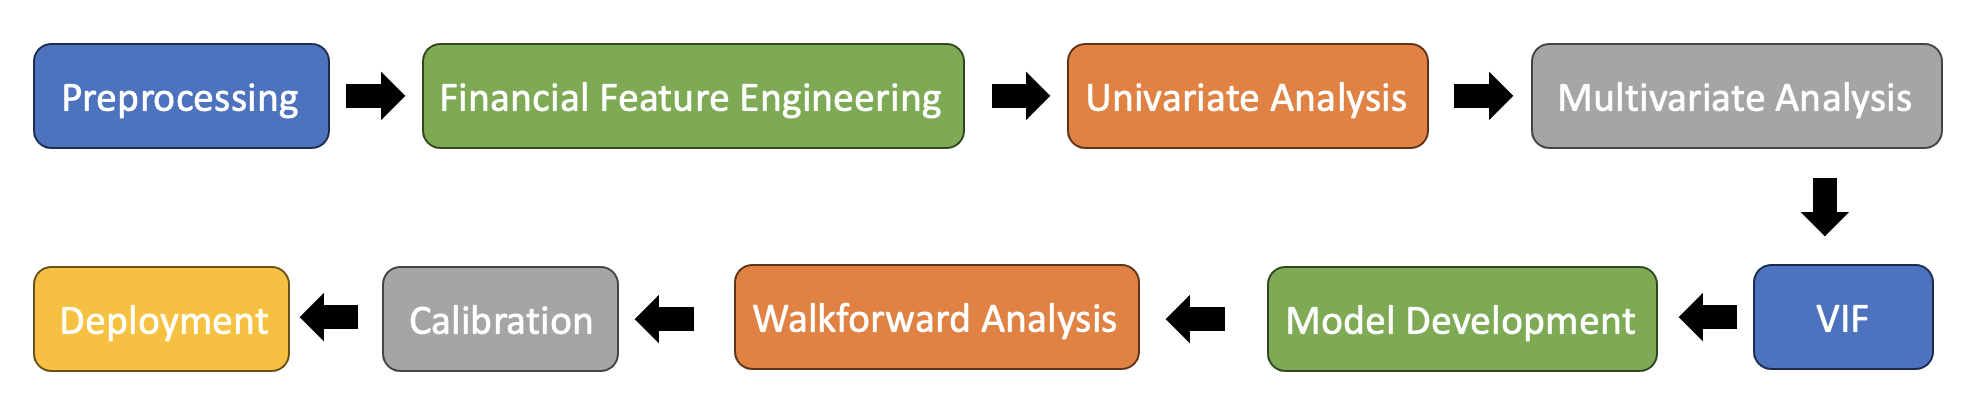 Preprocessing
Financial Feature Engineering
Univariate Analysis
Multivariate Analysis
VIF
Model Development
Walkforward Analysis
Calibration
Deployment